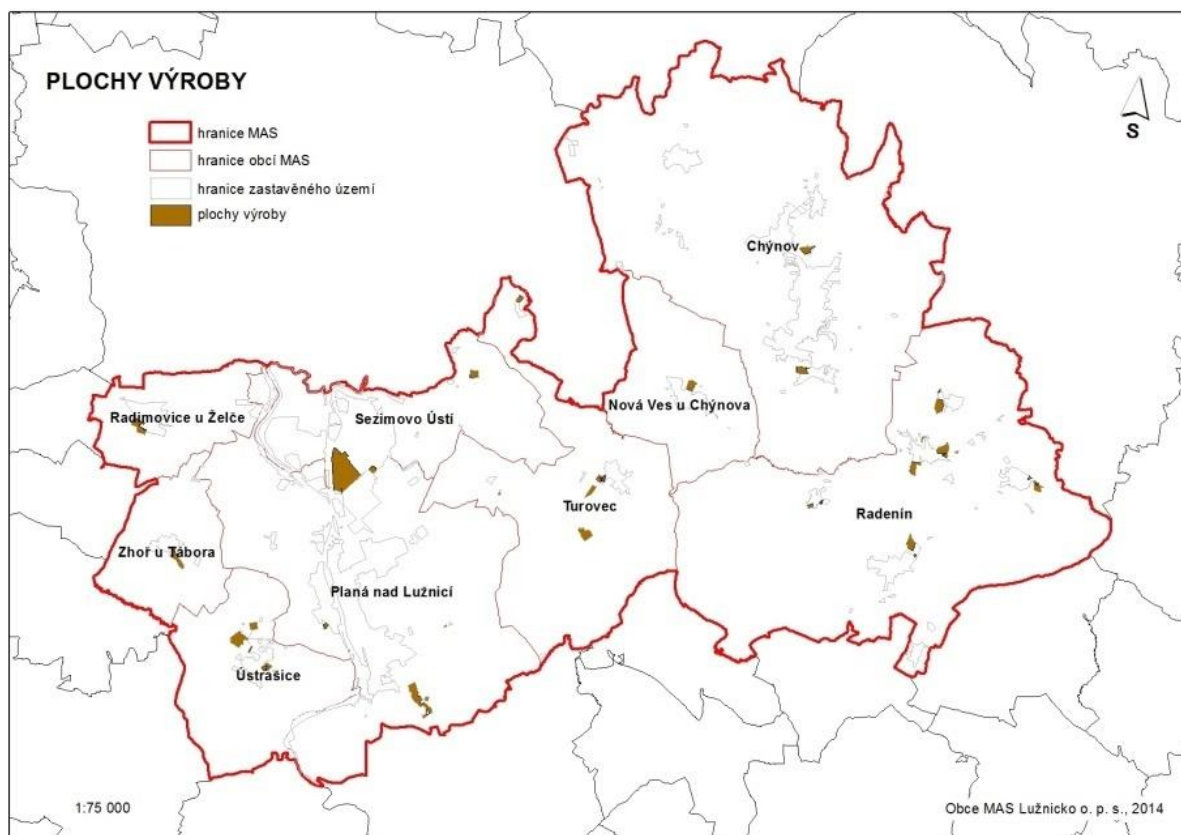 PLOCHY VÝROBY
hranice MAS
hranice obcí MAS
hranice zastavěného území
plochy výroby
S
Chýnov
Nová Ves u Chýnova
Radimovice u Želče
Sezimovo Ústí
Turovec
Radenín
Zhoř u Tábora
Planá nad Lužnicí
Ústrašice
1:75 000
Obce MAS Lužnicko o. p. s., 2014